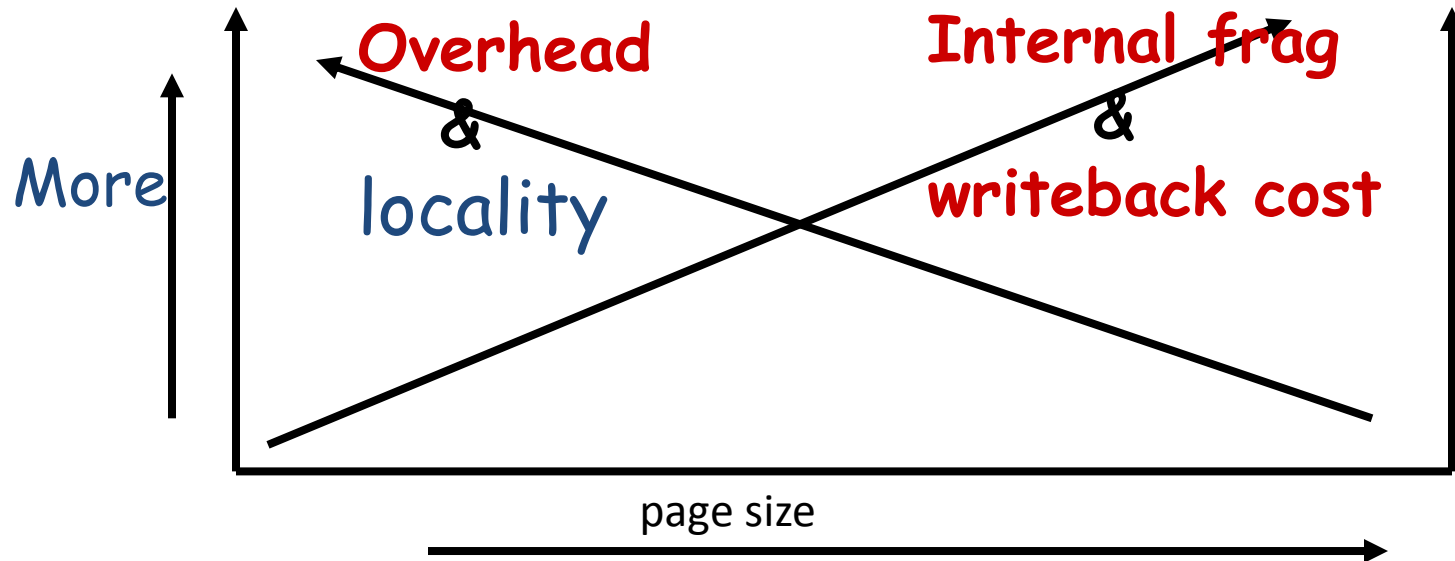 Overhead
&
locality
Internal frag
&
writeback cost
More
page size